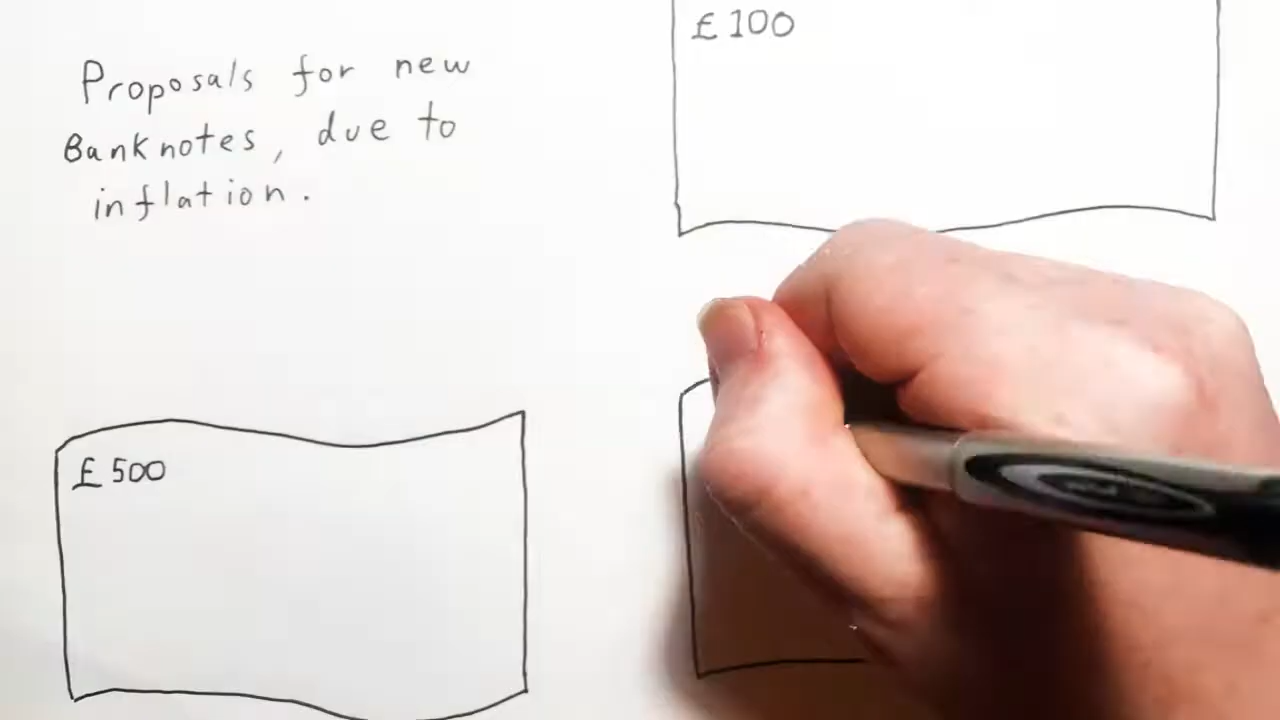 Proposals for new
Banknotes, due to
inflation.
£100
£500